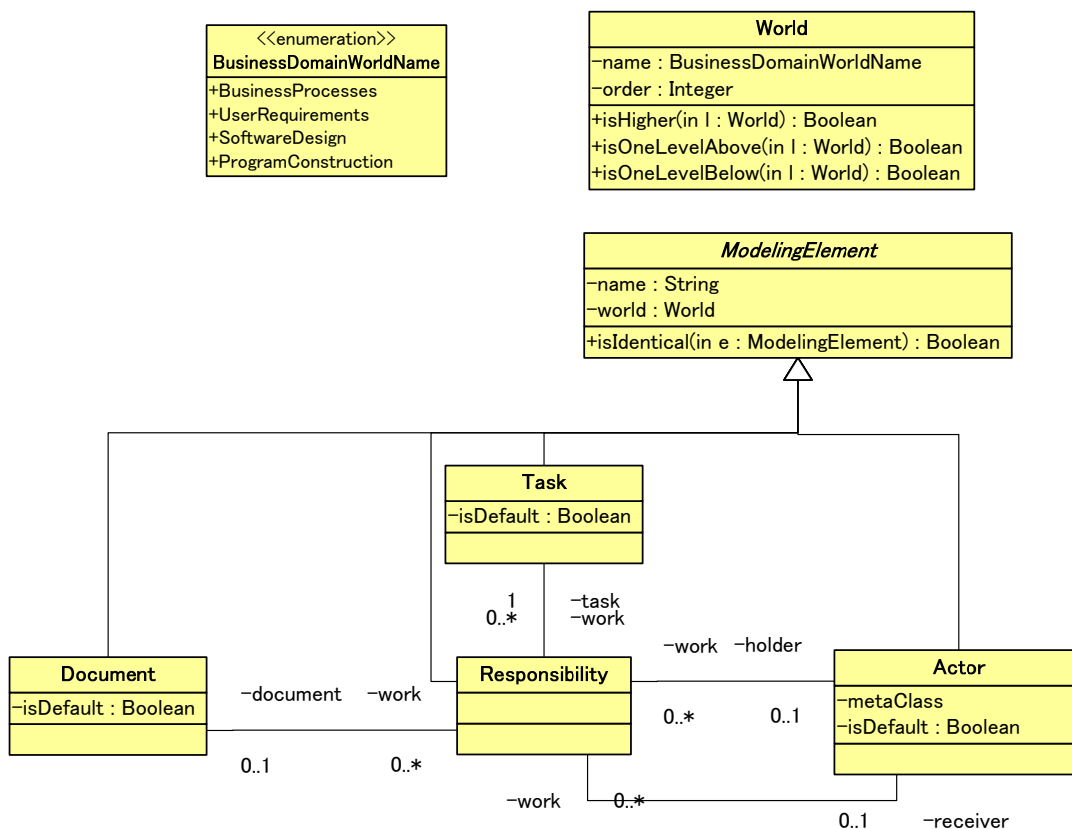 <<enumeration>>
BusinessDomainWorldName
+BusinessProcesses
+UserRequirements
+SoftwareDesign
+ProgramConstruction
World
-name : BusinessDomainWorldName
-order : Integer
+isHigher(in l : World) : Boolean
+isOneLevelAbove(in l : World) : Boolean
+isOneLevelBelow(in l : World) : Boolean
ModelingElement
-name : String
-world : World
+isIdentical(in e : ModelingElement) : Boolean
Task
-isDefault : Boolean
1 -task
0..* -work
Document
-isDefault : Boolean
-document -work
0..1 0..*
Responsibility
-work -holder
0..* 0..1
Actor
-metaClass
-isDefault : Boolean
-work 0..*
0..1 -receiver